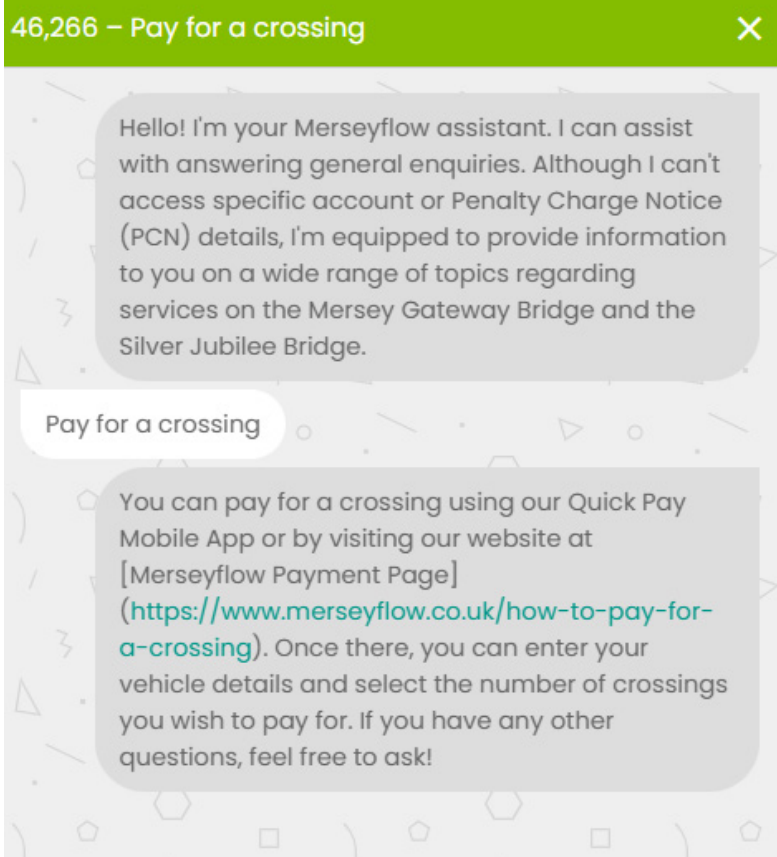 46,266 – Pay for a crossing
Hello! I'm your Merseyflow assistant. I can assist
with answering general enquiries. Although I can't
access specific account or Penalty Charge Notice
(PCN) details, I'm equipped to provide information
to you on a wide range of topics regarding
services on the Mersey Gateway Bridge and the
Silver Jubilee Bridge.
Pay for a crossing
You can pay for a crossing using our Quick Pay
Mobile App or by visiting our website at
[Merseyflow Payment Page]
(https://www.merseyflow.co.uk/how-to-pay-for-
a-crossing). Once there, you can enter your
vehicle details and select the number of crossings
you wish to pay for. If you have any other
questions, feel free to ask!